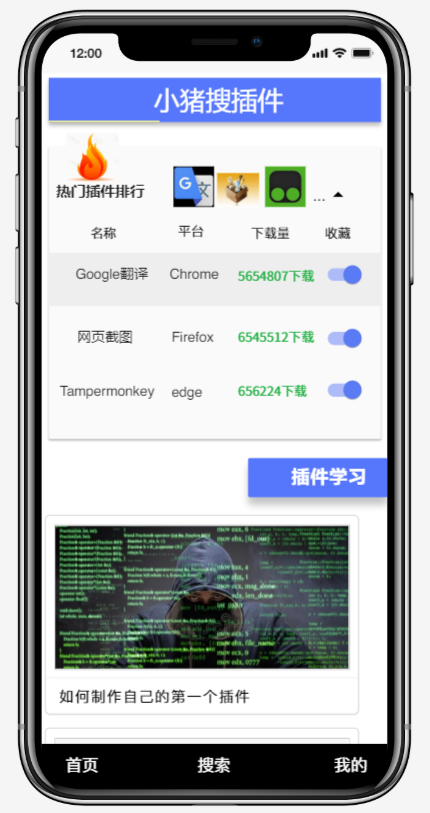 12:00
小猪搜插件
热门插件排行
G 文
... 
名称 平台 下载量 收藏
Google翻译 Chrome 5654807下载
网页截图 Firefox 6545512下载
Tampermonkey edge 656224下载
插件学习
如何制作自己的第一个插件
首页 搜索 我的